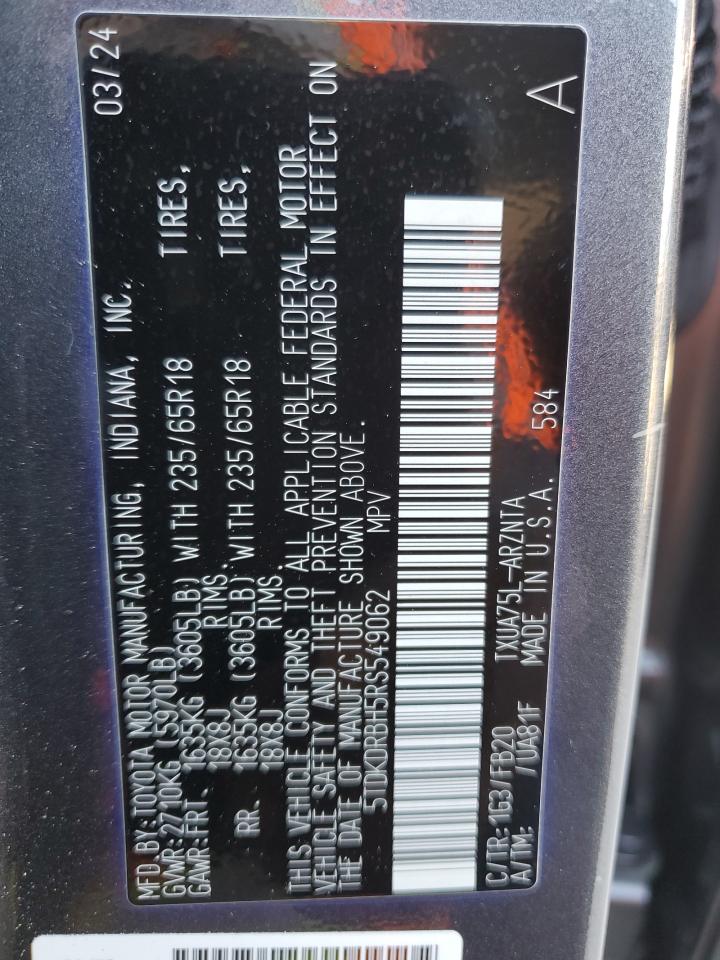 MFD.BY:TOYOTA MOTOR MANUFACTURING, INDIANA, INC. 03/24
GVWR:2710KG (5970LB)
GAWR:FRT. 1635KG (3605LB) WITH 235/65R18 TIRES,
18X8J RIMS.
RR. 1635KG (3605LB) WITH 235/65R18 TIRES,
18X8J RIMS.
THIS VEHICLE CONFORMS TO ALL APPLICABLE FEDERAL MOTOR
VEHICLE SAFETY AND THEFT PREVENTION STANDARDS IN EFFECT ON
THE DATE OF MANUFACTURE SHOWN ABOVE.
5TDKDRBH5RS549062 MPV
C/TR:1G3/FB20 TXUA75L-ARZNTA
A/TM: /UA81F MADE IN U.S.A. 584
A